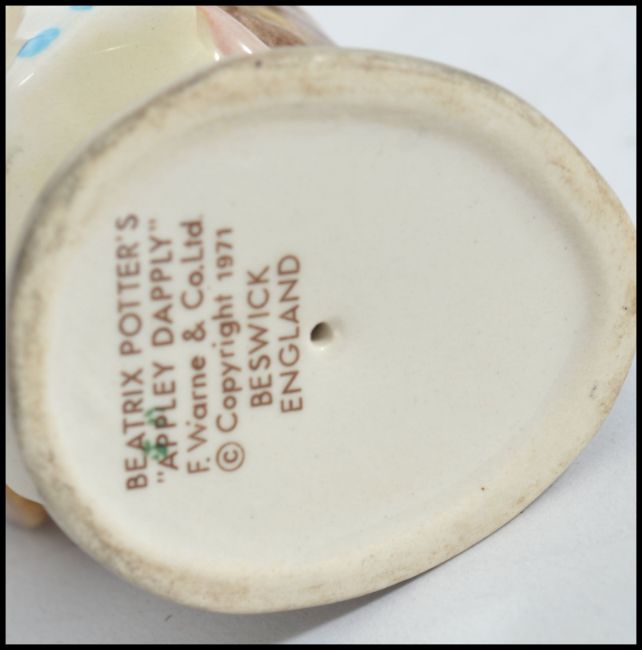 BEATRIX POTTER'S
"APPLEY DAPPLY"
F. Warne & Co.Ltd.
© Copyright 1971
BESWICK
ENGLAND